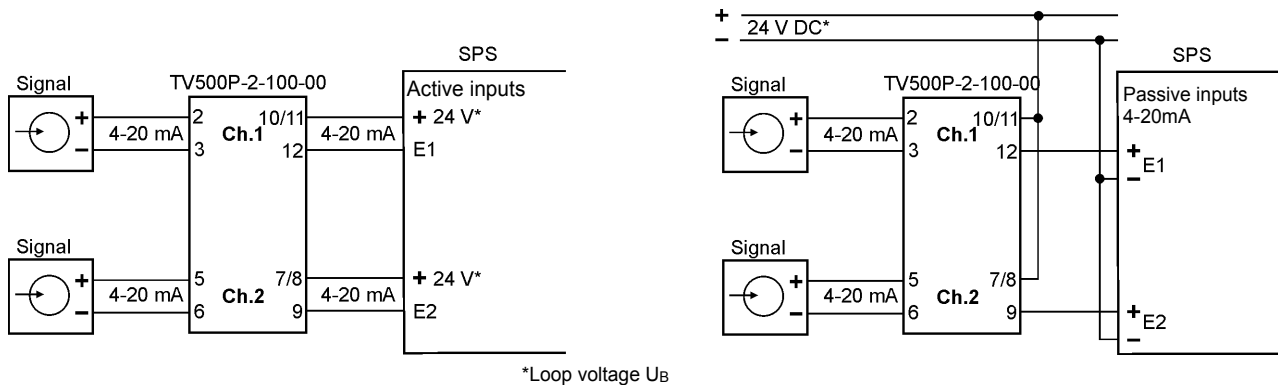 SPS
Signal
TV500P-2-100-00
Active inputs
+
2
10/11
+ 24 V*
4-20 mA
Ch.1
4-20 mA
−
3
12
E1
Signal
+
5
7/8
+ 24 V*
4-20 mA
Ch.2
4-20 mA
−
6
9
E2
*Loop voltage UB
+
24 V DC*
−
SPS
Signal
TV500P-2-100-00
Passive inputs
4-20mA
+
2
10/11
4-20 mA
Ch.1
−
3
12
+
E1
−
Signal
+
5
7/8
4-20 mA
Ch.2
−
6
9
+
E2
−